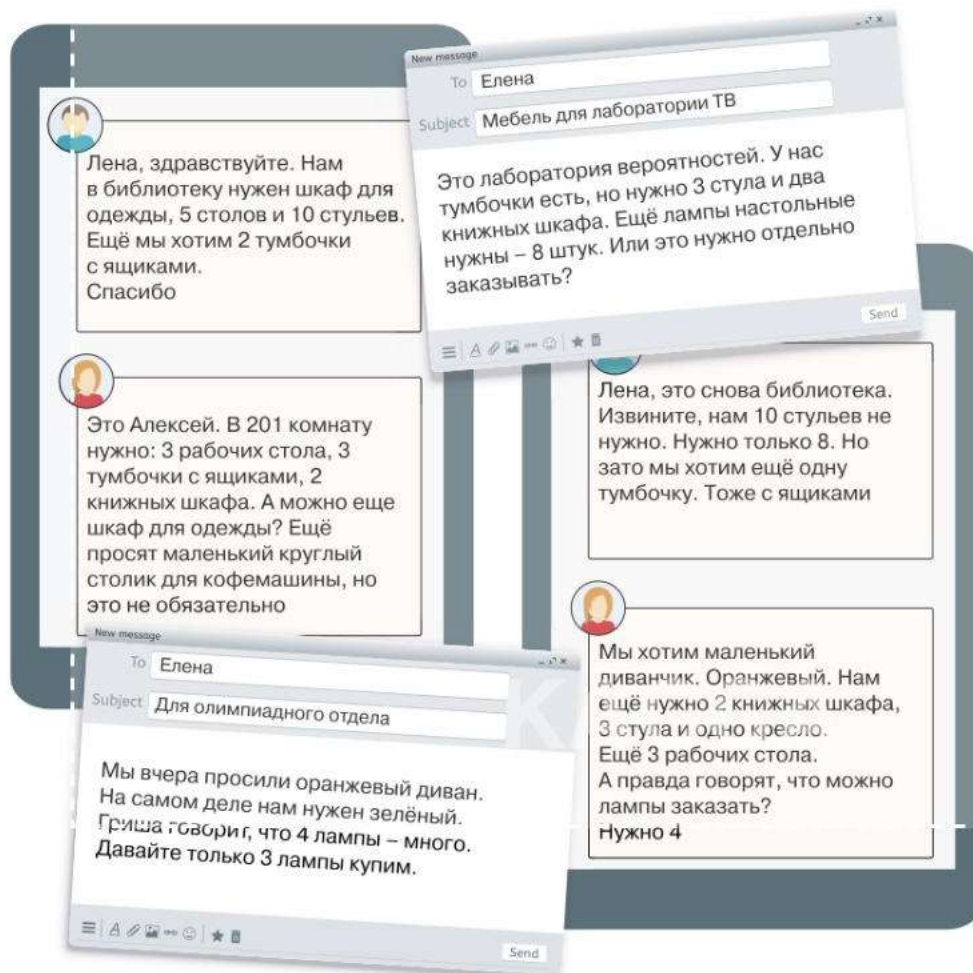 Лена, здравствуйте. Нам
в библиотеку нужен шкаф для
одежды, 5 столов и 10 стульев.
Ещё мы хотим 2 тумбочки
с ящиками.
Спасибо
Это Алексей. В 201 комнату
нужно: 3 рабочих стола, 3
тумбочки с ящиками, 2
книжных шкафа. А можно еще
шкаф для одежды? Ещё
просят маленький круглый
столик для кофемашины, но
это не обязательно
New message
To Елена
Subject Мебель для лаборатории ТВ
Это лаборатория вероятностей. У нас
тумбочки есть, но нужно 3 стула и два
книжных шкафа. Ещё лампы настольные
нужны – 8 штук. Или это нужно отдельно
заказывать?
Send
Лена, это снова библиотека.
Извините, нам 10 стульев не
нужно. Нужно только 8. Но
зато мы хотим ещё одну
тумбочку. Тоже с ящиками
Мы хотим маленький
диванчик. Оранжевый. Нам
ещё нужно 2 книжных шкафа,
3 стула и одно кресло.
Ещё 3 рабочих стола.
А правда говорят, что можно
лампы заказать?
Нужно 4
New message
To Елена
Subject Для олимпиадного отдела
Мы вчера просили оранжевый диван.
На самом деле нам нужен зелёный.
Гриша говорит, что 4 лампы – много.
Давайте только 3 лампы купим.
Send